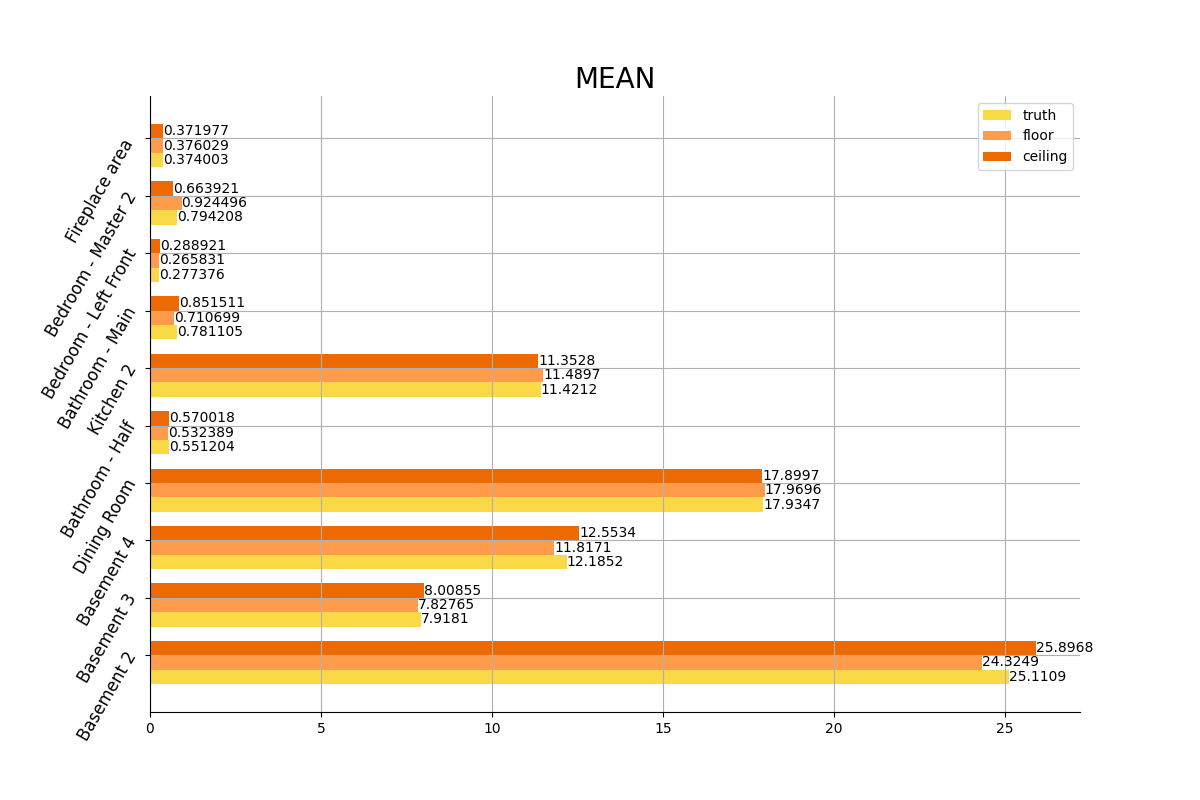 MEAN
truth
floor
ceiling
Fireplace area
0.371977
0.376029
0.374003
Bedroom - Master 2
0.663921
0.924496
0.794208
Bedroom - Left Front
0.288921
0.265831
0.277376
Bathroom - Main
0.851511
0.710699
0.781105
Kitchen 2
11.3528
11.4897
11.4212
Bathroom - Half
0.570018
0.532389
0.551204
Dining Room
17.8997
17.9696
17.9347
Basement 4
12.5534
11.8171
12.1852
Basement 3
8.00855
7.82765
7.9181
Basement 2
25.8968
24.3249
25.1109
0 5 10 15 20 25